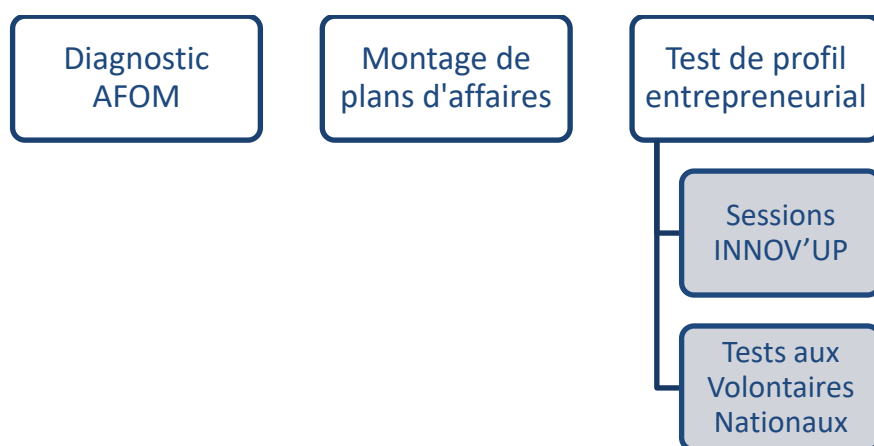 Diagnostic
AFOM
Montage de
plans d'affaires
Test de profil
entrepreneurial
Sessions
INNOV’UP
Tests aux
Volontaires
Nationaux